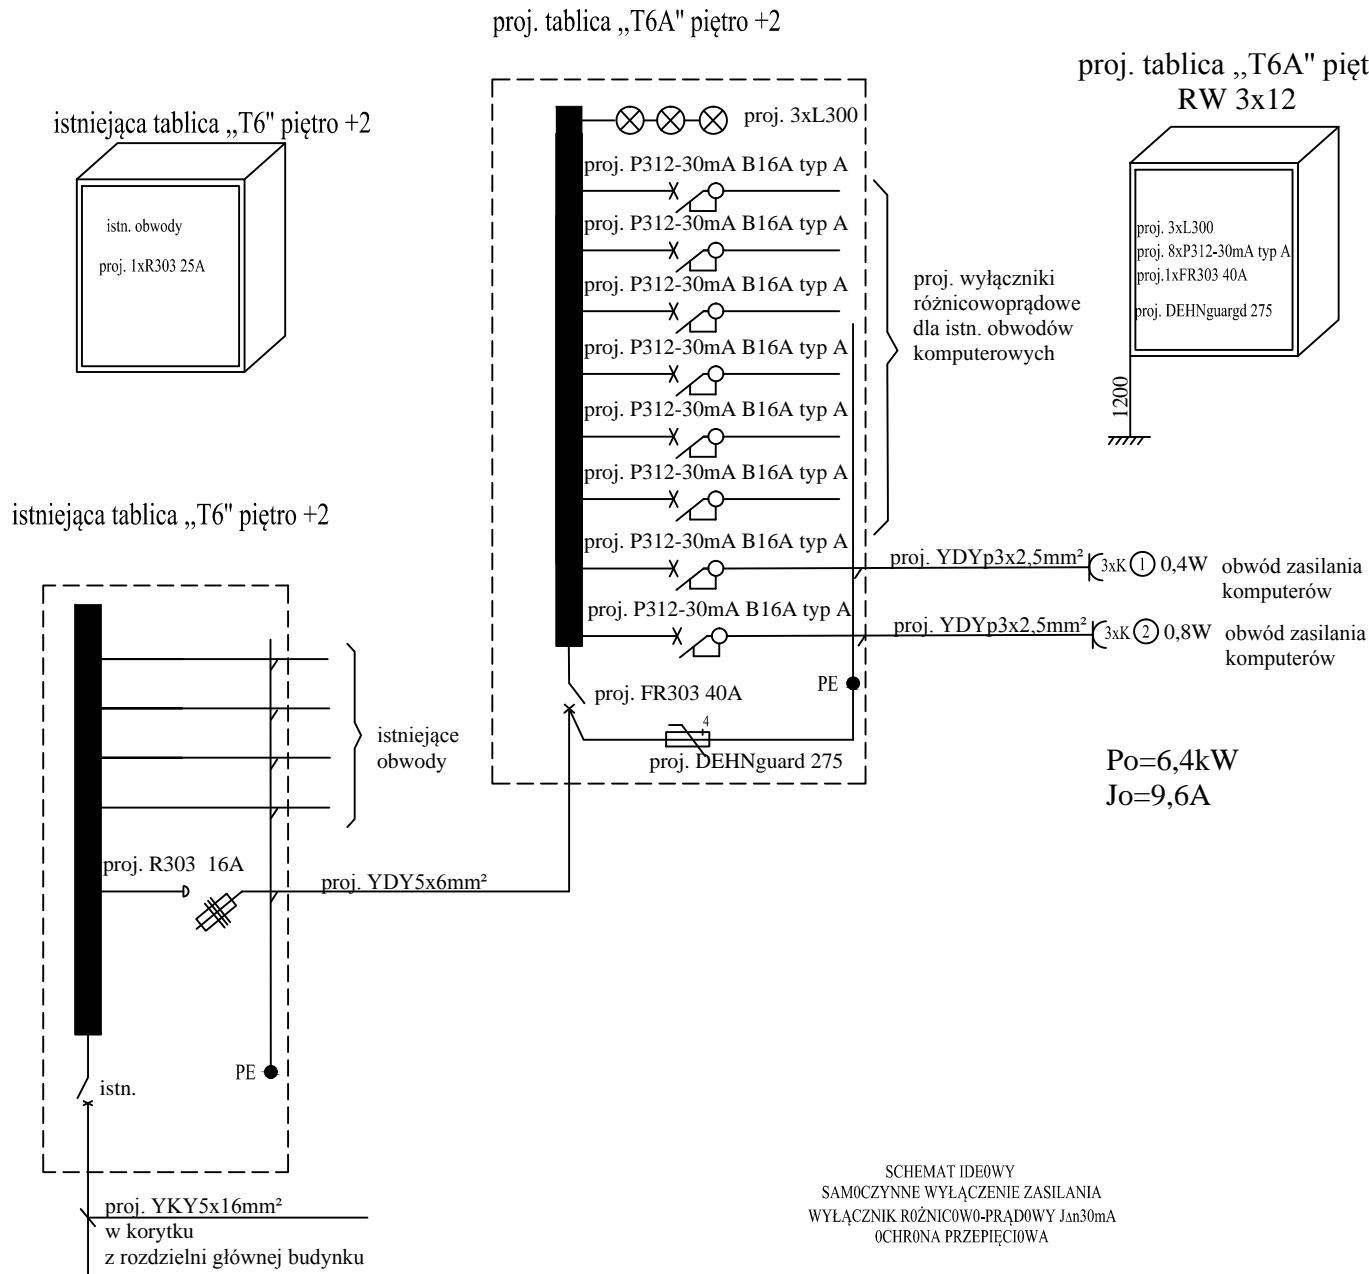 proj. tablica ,,T6A" piętro +2
proj. tablica ,,T6A" pięt
RW 3x12
istniejąca tablica ,,T6" piętro +2
istn. obwody
proj. 1xR303 25A
proj. 3xL300
proj. P312-30mA B16A typ A
proj. P312-30mA B16A typ A
proj. P312-30mA B16A typ A
proj. P312-30mA B16A typ A
proj. P312-30mA B16A typ A
proj. P312-30mA B16A typ A
proj. P312-30mA B16A typ A
proj. P312-30mA B16A typ A
proj. wyłączniki
różnicowoprądowe
dla istn. obwodów
komputerowych
proj. 3xL300
proj. 8xP312-30mA typ A
proj.1xFR303 40A
proj. DEHNguargd 275
1200
proj. YDYp3x2,5mm²
3xK 1 0,4W
obwód zasilania
komputerów
proj. YDYp3x2,5mm²
3xK 2 0,8W
obwód zasilania
komputerów
PE
proj. FR303 40A
4
proj. DEHNguard 275
Po=6,4kW
Jo=9,6A
istniejąca tablica ,,T6" piętro +2
istniejące
obwody
proj. R303 16A
proj. YDY5x6mm²
PE
istn.
proj. YKY5x16mm²
w korytku
z rozdzielni głównej budynku
SCHEMAT IDE0WY
SAM0CZYNNE WYŁĄCZENIE ZASILANIA
WYŁĄCZNIK R0ŻNIC0W0-PRĄD0WY J∆n30mA
0CHR0NA PRZEPIĘCI0WA